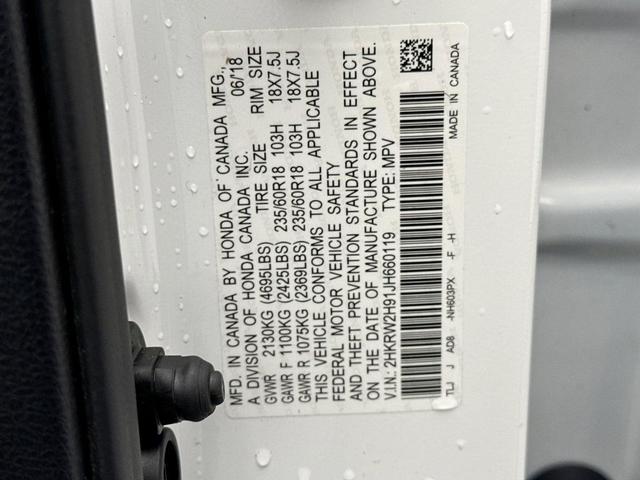 MFD. IN CANADA BY HONDA OF CANADA MFG.,
A DIVISION OF HONDA CANADA INC. 06/18
GVWR 2130KG (4695LBS) TIRE SIZE RIM SIZE
GAWR F 1100KG (2425LBS) 235/60R18 103H 18X7.5J
GAWR R 1075KG (2369LBS) 235/60R18 103H 18X7.5J
THIS VEHICLE CONFORMS TO ALL APPLICABLE
FEDERAL MOTOR VEHICLE SAFETY
AND THEFT PREVENTION STANDARDS IN EFFECT
ON THE DATE OF MANUFACTURE SHOWN ABOVE.
V.I.N.: 2HKRW2H91JH660119 TYPE: MPV
TLJ J AD8 -NH603PX -F -H MADE IN CANADA